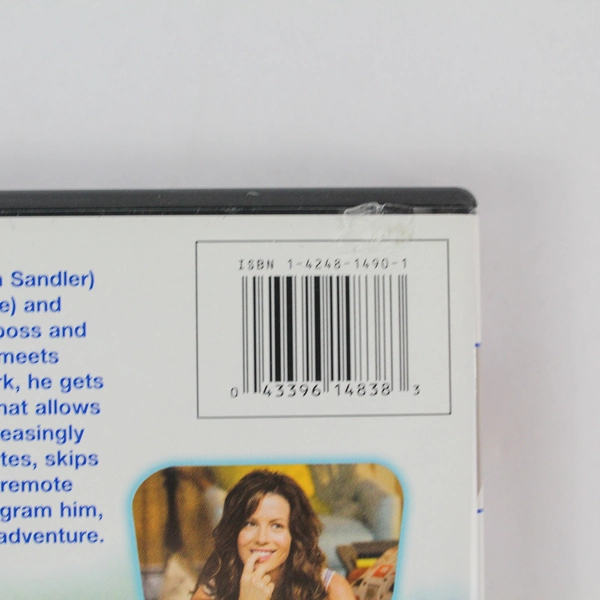 ISBN 1-4248-1490-1
0 43396 14838 3
n Sandler)
e) and
boss and
meets
rk, he gets
hat allows
easingly
tes, skips
remote
gram him,
adventure.